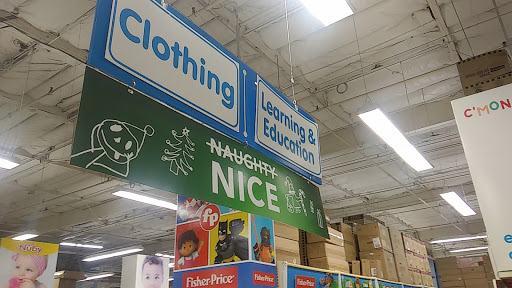 Clothing
Learning &
Education
NAUGHTY
NICE
C'MON
fp
Fisher-Price
Fisher-Price